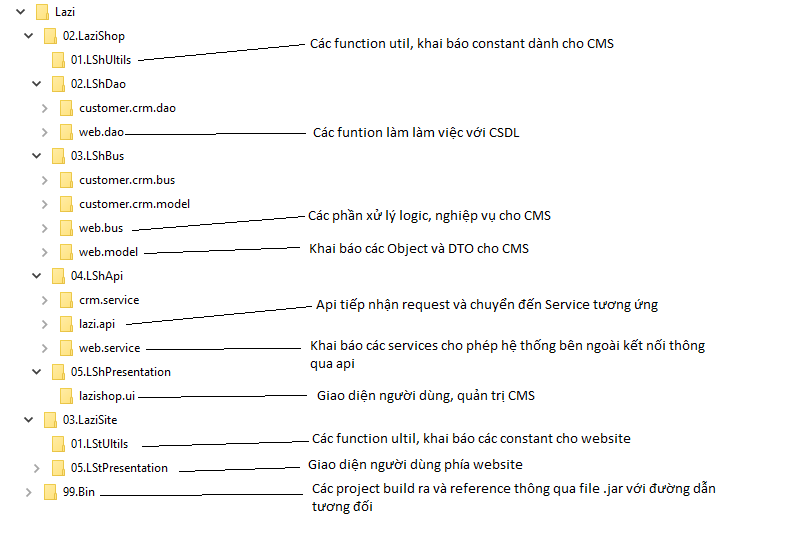 Lazi
02.LaziShop
01.LShUltils
Các function util, khai báo constant dành cho CMS
02.LShDao
customer.crm.dao
web.dao
Các funtion làm làm việc với CSDL
03.LShBus
customer.crm.bus
customer.crm.model
web.bus
Các phần xử lý logic, nghiệp vụ cho CMS
web.model
Khai báo các Object và DTO cho CMS
04.LShApi
crm.service
lazi.api
Api tiếp nhận request và chuyển đến Service tương ứng
web.service
Khai báo các services cho phép hệ thống bên ngoài kết nối thông
qua api
05.LShPresentation
lazishop.ui
Giao diện người dùng, quản trị CMS
03.LaziSite
01.LStUltils
Các function ultil, khai báo các constant cho website
05.LStPresentation
Giao diện người dùng phía website
99.Bin
Các project build ra và reference thông qua file .jar với đường dẫn
tương đối